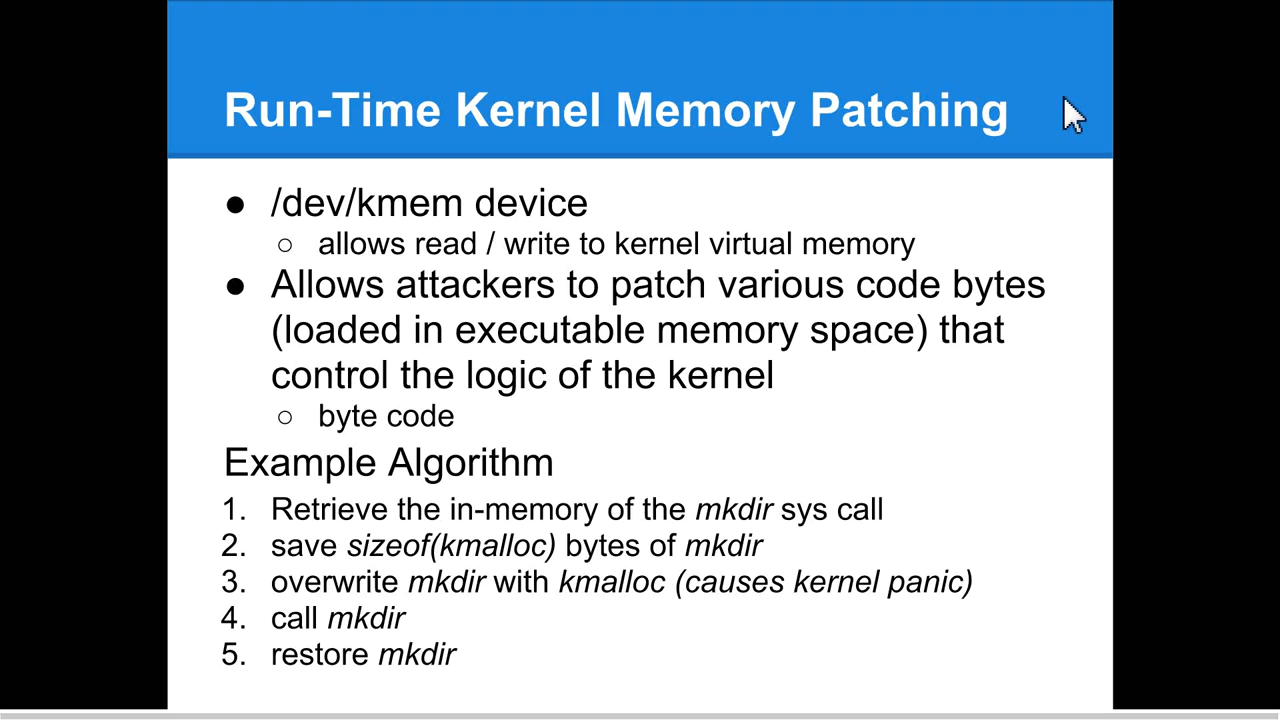 Run-Time Kernel Memory Patching
● /dev/kmem device
○ allows read / write to kernel virtual memory
● Allows attackers to patch various code bytes
(loaded in executable memory space) that
control the logic of the kernel
○ byte code
Example Algorithm
1. Retrieve the in-memory of the mkdir sys call
2. save sizeof(kmalloc) bytes of mkdir
3. overwrite mkdir with kmalloc (causes kernel panic)
4. call mkdir
5. restore mkdir